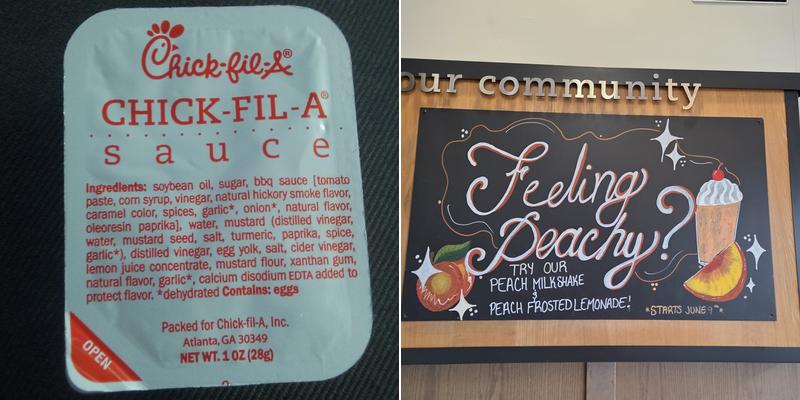 Chick-fil-A®
CHICK-FIL-A®
sauce
Ingredients: soybean oil, sugar, bbq sauce [tomato
paste, corn syrup, vinegar, natural hickory smoke flavor,
caramel color, spices, garlic*, onion*, natural flavor,
oleoresin paprika], water, mustard (distilled vinegar,
water, mustard seed, salt, turmeric, paprika, spice,
garlic*), distilled vinegar, egg yolk, salt, cider vinegar,
lemon juice concentrate, mustard flour, xanthan gum,
natural flavor, garlic*, calcium disodium EDTA added to
protect flavor. *dehydrated Contains: eggs
Packed for Chick-fil-A, Inc.
Atlanta, GA 30349
NET WT. 1 OZ (28g)
OPEN
our community
Feeling
Peachy?
TRY OUR
PEACH MILKSHAKE
&
PEACH FROSTED LEMONADE!
*STARTS JUNE 9TH*